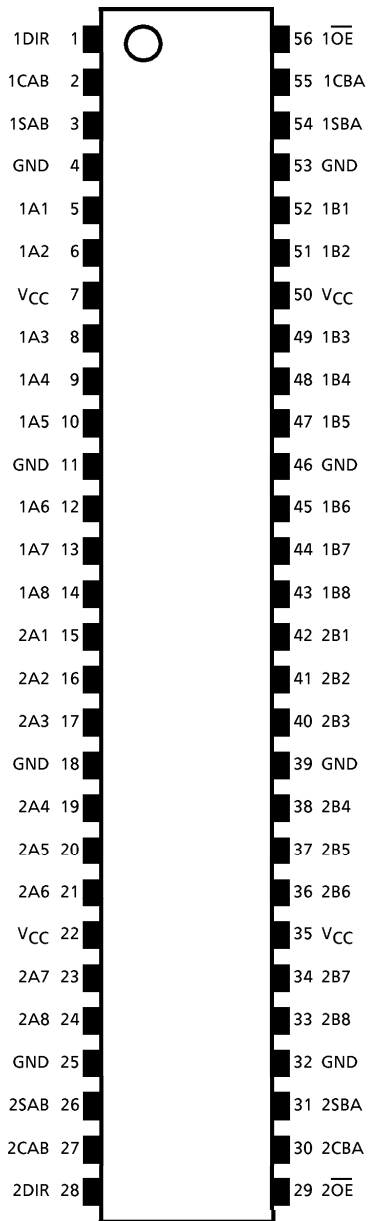 1DIR 1 56 1O̅E̅
1CAB 2 55 1CBA
1SAB 3 54 1SBA
GND 4 53 GND
1A1 5 52 1B1
1A2 6 51 1B2
VCC 7 50 VCC
1A3 8 49 1B3
1A4 9 48 1B4
1A5 10 47 1B5
GND 11 46 GND
1A6 12 45 1B6
1A7 13 44 1B7
1A8 14 43 1B8
2A1 15 42 2B1
2A2 16 41 2B2
2A3 17 40 2B3
GND 18 39 GND
2A4 19 38 2B4
2A5 20 37 2B5
2A6 21 36 2B6
VCC 22 35 VCC
2A7 23 34 2B7
2A8 24 33 2B8
GND 25 32 GND
2SAB 26 31 2SBA
2CAB 27 30 2CBA
2DIR 28 29 2O̅E̅